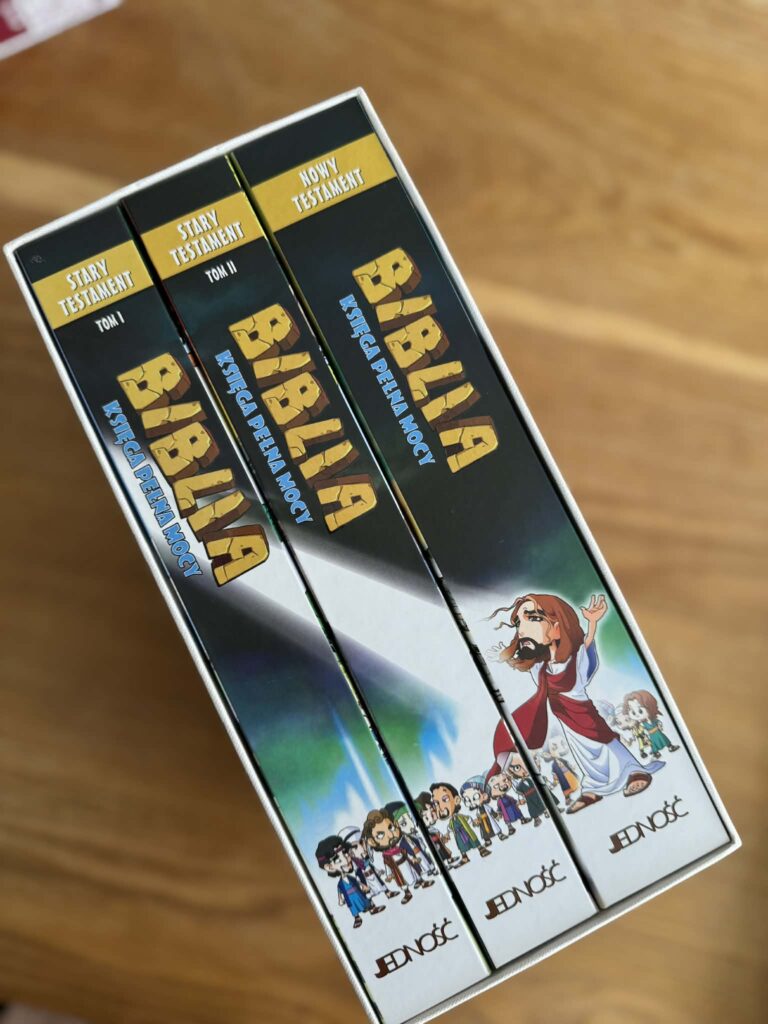 STARY
TESTAMENT
TOM I
BIBLIA
KSIĘGA PEŁNA MOCY
JEDNOŚĆ
STARY
TESTAMENT
TOM II
BIBLIA
KSIĘGA PEŁNA MOCY
JEDNOŚĆ
NOWY
TESTAMENT
BIBLIA
KSIĘGA PEŁNA MOCY
JEDNOŚĆ